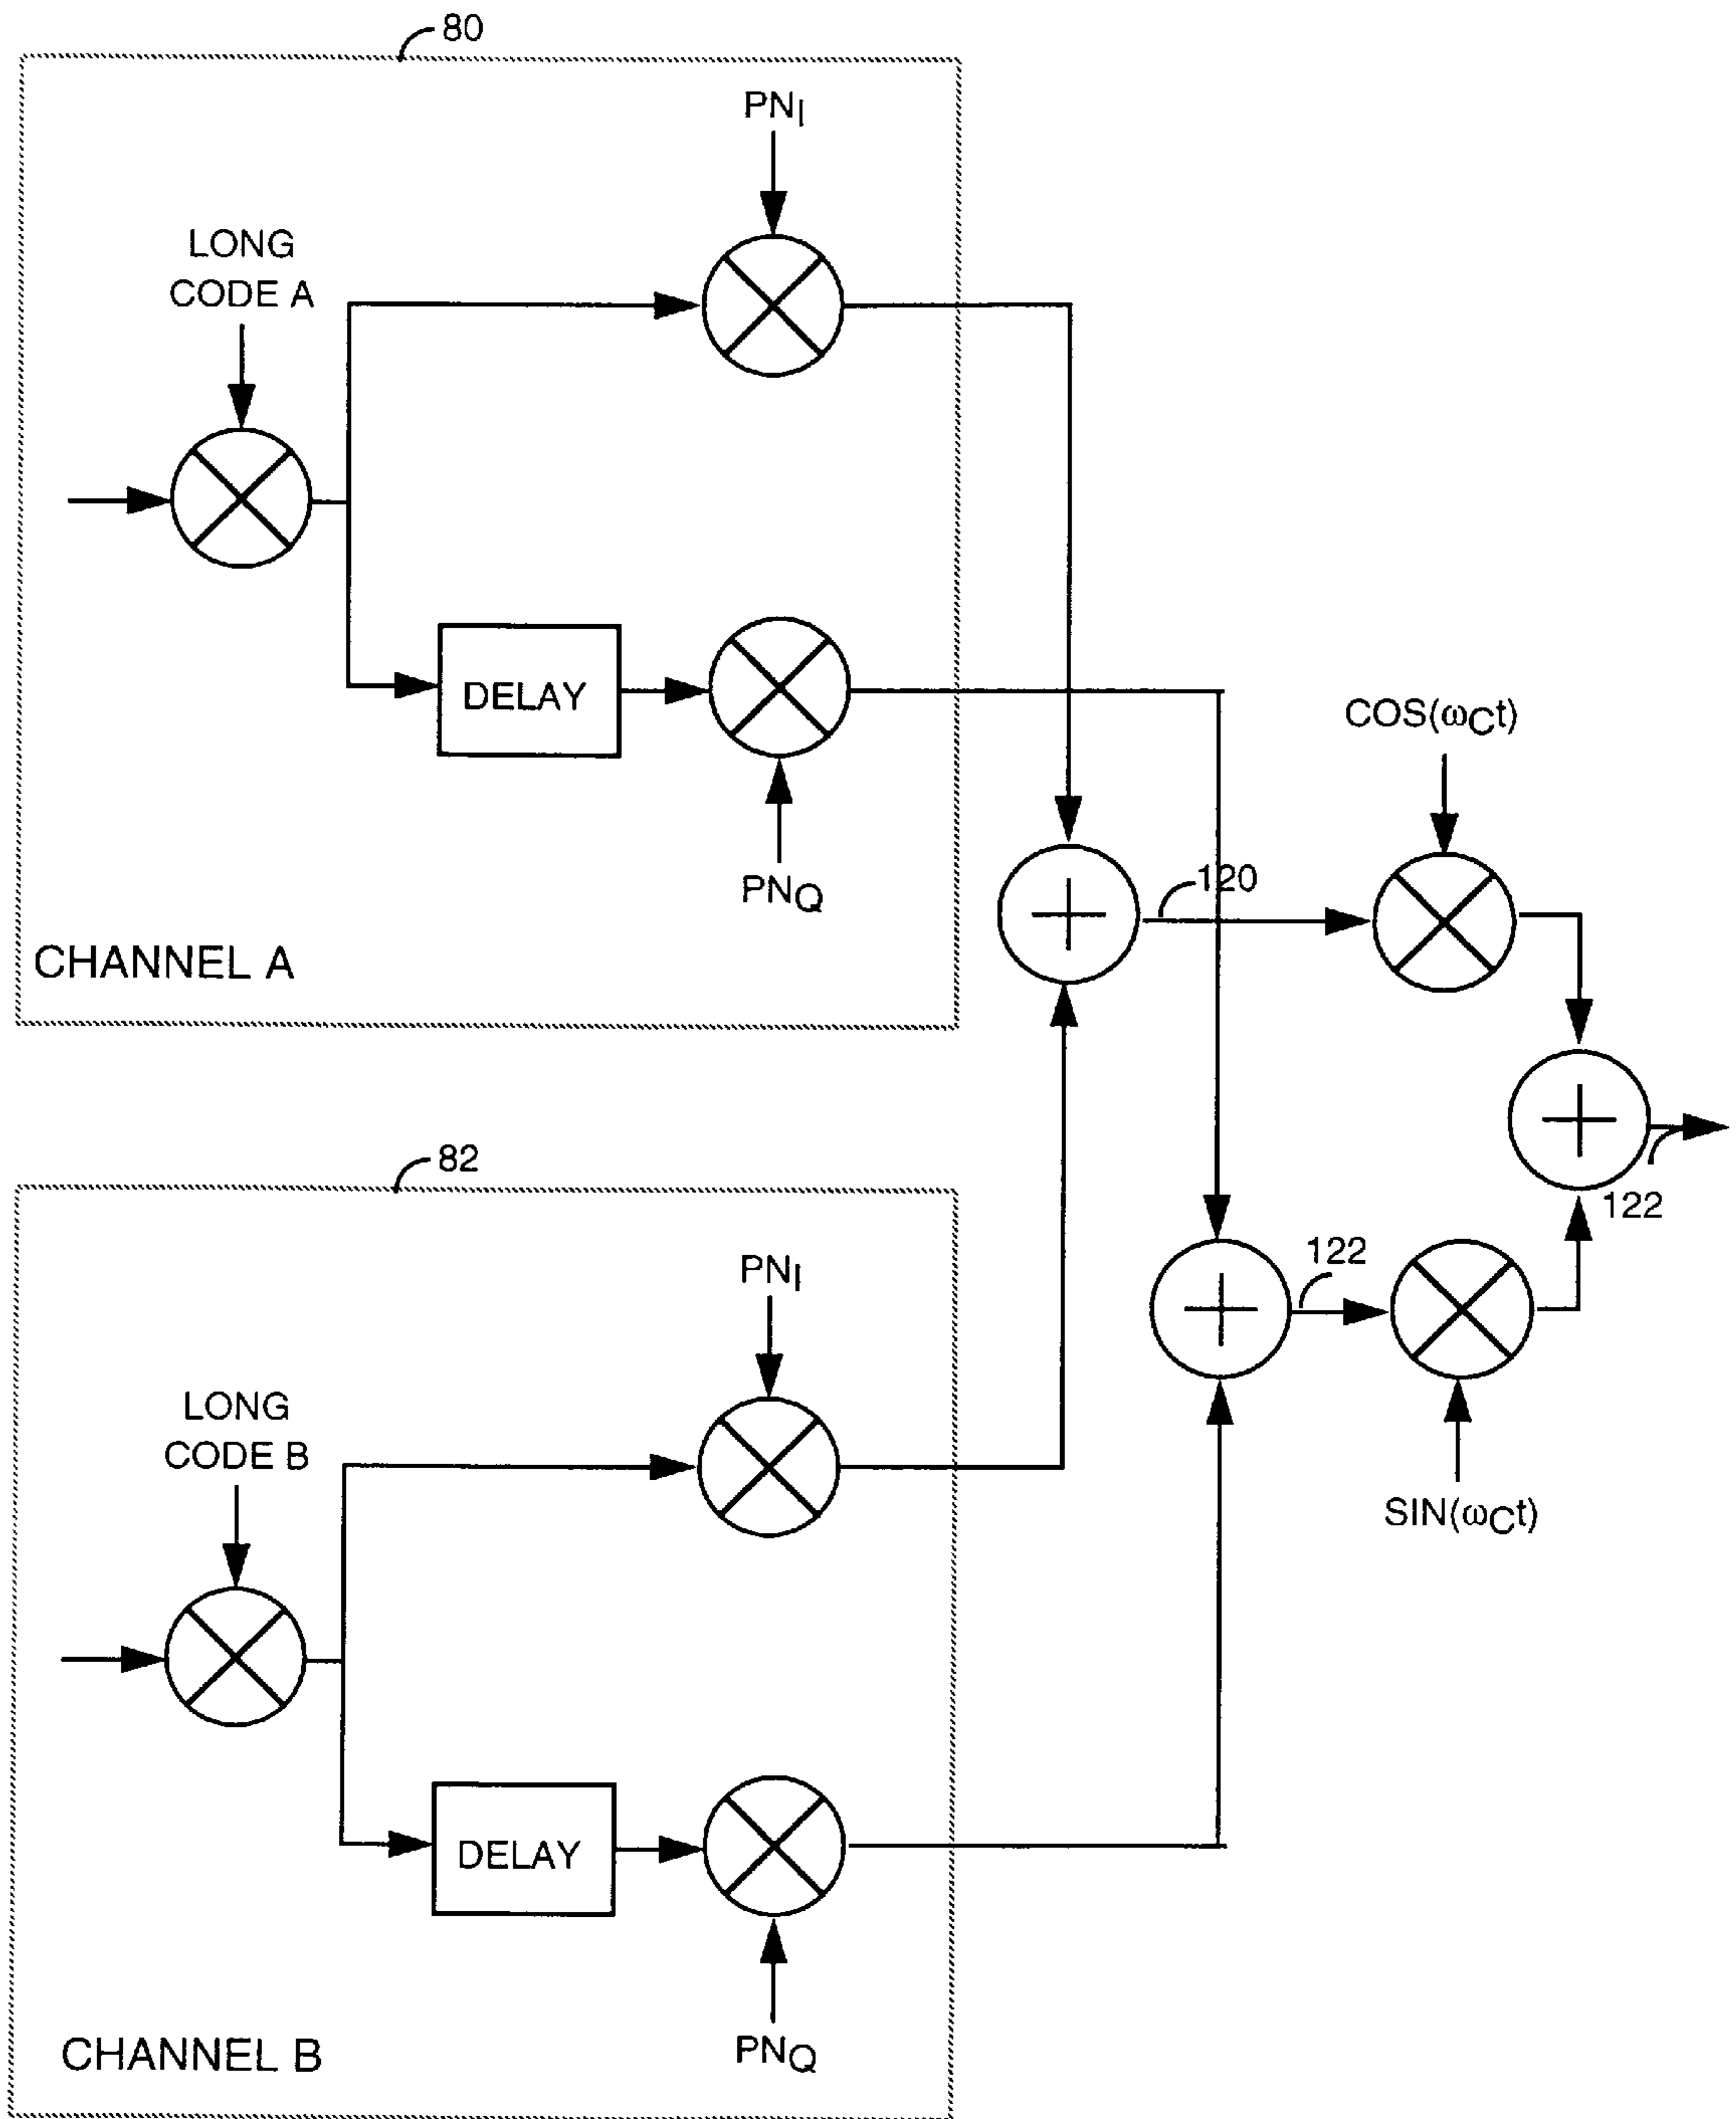 80
PNI
LONG
CODE A
DELAY
PNQ
CHANNEL A
COS(ωCt)
120
122
82
122
PNI
SIN(ωCt)
LONG
CODE B
DELAY
PNQ
CHANNEL B